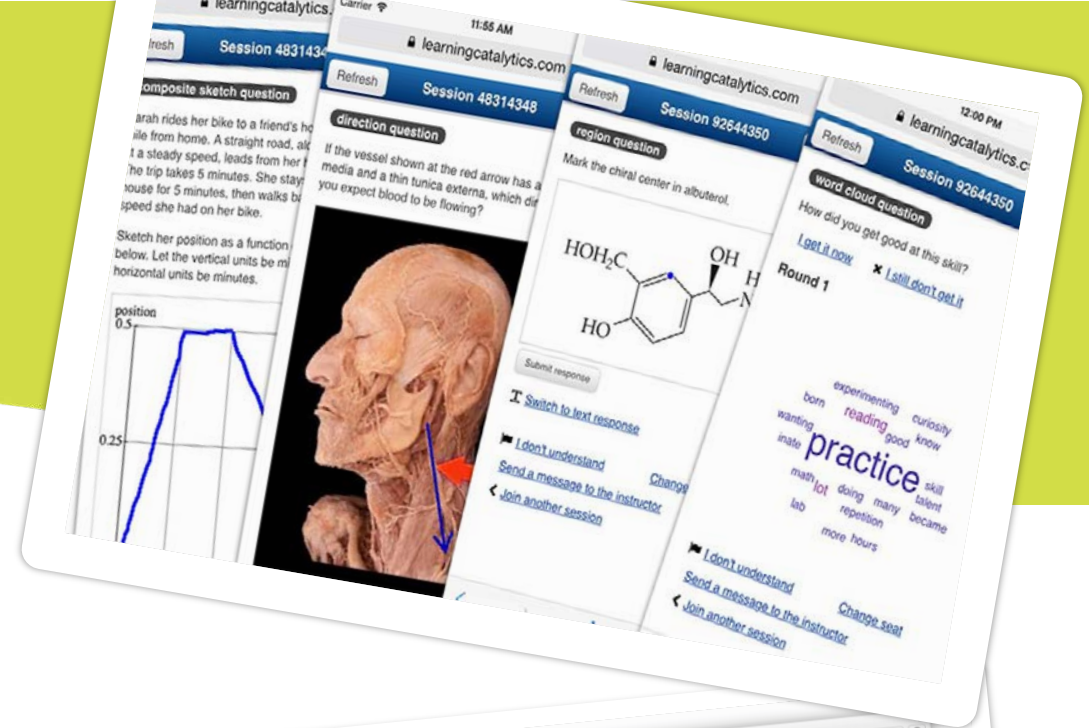 learningcatalytics.
Refresh
Session 4831434
composite sketch question
arah rides her bike to a friend's ho
ile from home. A straight road, alo
t a steady speed, leads from her h
he trip takes 5 minutes. She stay
ouse for 5 minutes, then walks ba
speed she had on her bike.
Sketch her position as a function
below. Let the vertical units be mi
horizontal units be minutes.
position
0.5
0.25
Carrier
11:55 AM
learningcatalytics.com
Refresh
Session 48314348
direction question
If the vessel shown at the red arrow has a
media and a thin tunica externa, which dir
you expect blood to be flowing?
learningcatalytics.com
Refresh
Session 92644350
region question
Mark the chiral center in albuterol.
HOH₂C
OH
H
N
HO
Submit response
Switch to text response
I don't understand
Send a message to the instructor
Change
Join another session
12:00 PM
learningcatalytics.c
Refresh
Session 92644350
word cloud question
How did you get good at this skill?
I get it now
I still don't get it
Round 1
experimenting
born reading curiosity
wanting good know
inate practice
math lot skill
doing many talent
lab repetition became
more hours
I don't understand
Send a message to the instructor
Change seat
Join another session